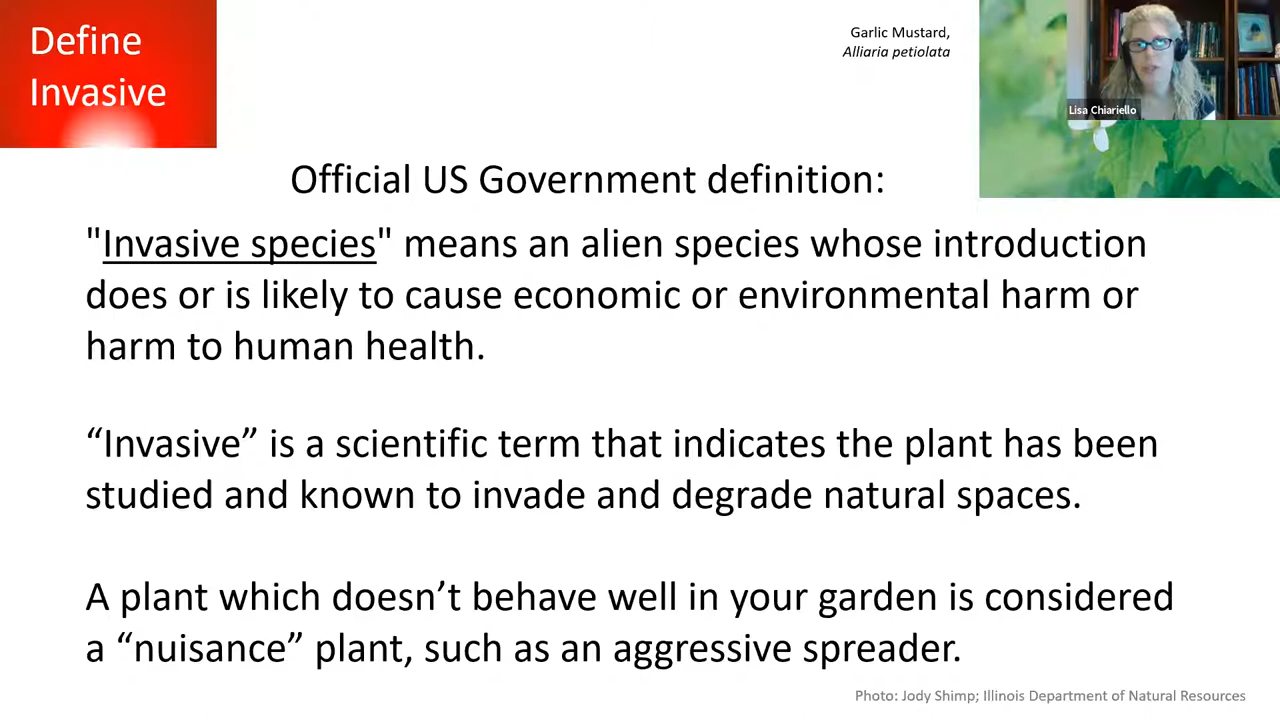 Define
Invasive
Garlic Mustard,
Alliaria petiolata
Lisa Chiariello
Official US Government definition:
"Invasive species" means an alien species whose introduction
does or is likely to cause economic or environmental harm or
harm to human health.
“Invasive” is a scientific term that indicates the plant has been
studied and known to invade and degrade natural spaces.
A plant which doesn’t behave well in your garden is considered
a “nuisance” plant, such as an aggressive spreader.
Photo: Jody Shimp; Illinois Department of Natural Resources